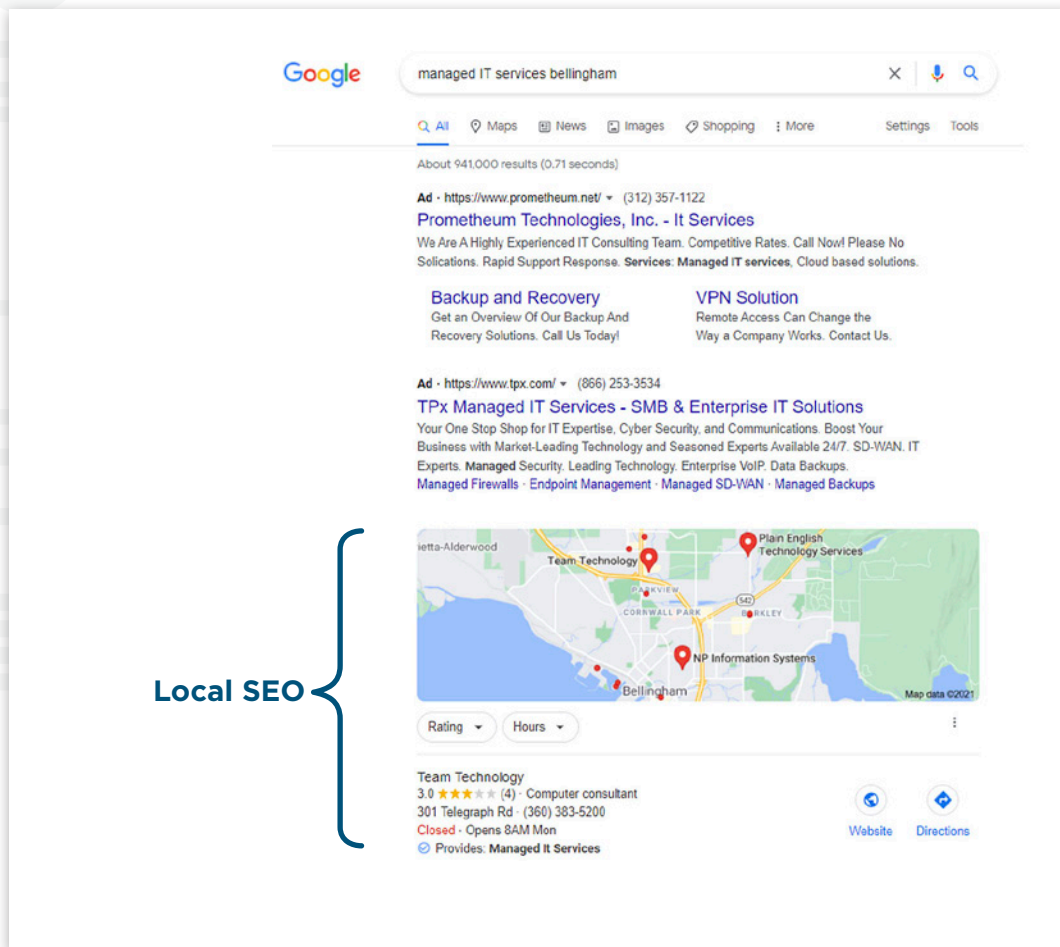 Google
managed IT services bellingham
All Maps News Images Shopping More Settings Tools
About 941,000 results (0.71 seconds)
Ad · https://www.prometheum.net/ (312) 357-1122
Prometheum Technologies, Inc. - It Services
We Are A Highly Experienced IT Consulting Team. Competitive Rates. Call Now! Please No
Solications. Rapid Support Response. Services: Managed IT services, Cloud based solutions.
Backup and Recovery
Get an Overview Of Our Backup And
Recovery Solutions. Call Us Today!
VPN Solution
Remote Access Can Change the
Way a Company Works. Contact Us.
Ad · https://www.tpx.com/ (866) 253-3534
TPx Managed IT Services - SMB & Enterprise IT Solutions
Your One Stop Shop for IT Expertise, Cyber Security, and Communications. Boost Your
Business with Market-Leading Technology and Seasoned Experts Available 24/7. SD-WAN. IT
Experts. Managed Security. Leading Technology. Enterprise VoIP. Data Backups.
Managed Firewalls · Endpoint Management · Managed SD-WAN · Managed Backups
Local SEO
ietta-Alderwood
Team Technology
Plain English
Technology Services
PARKVIEW
542
CORNWALL PARK
BARKLEY
NP Information Systems
Bellingham
Map data ©2021
Rating
Hours
Team Technology
3.0 (4) · Computer consultant
301 Telegraph Rd · (360) 383-5200
Closed · Opens 8AM Mon
Provides: Managed It Services
Website
Directions